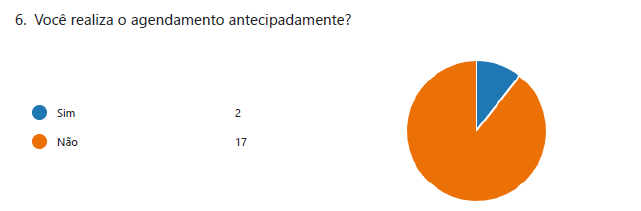 6. Você realiza o agendamento antecipadamente?
Sim 2
Não 17